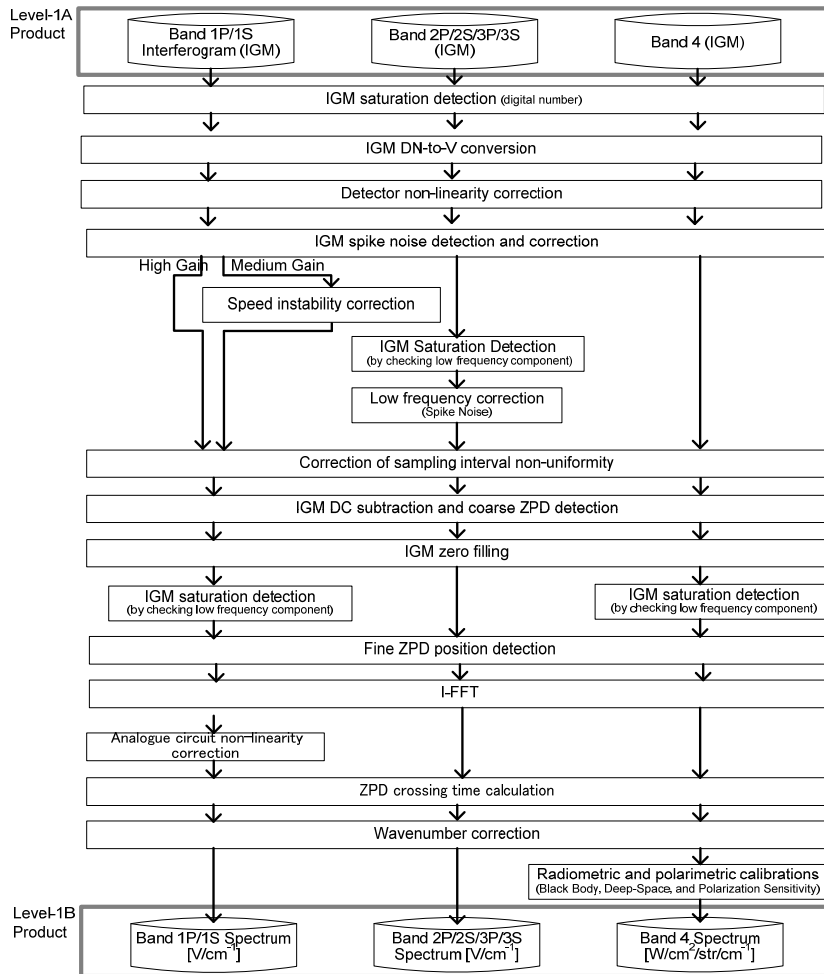 Level-1A
Product
Band 1P/1S
Interferogram (IGM)
Band 2P/2S/3P/3S
(IGM)
Band 4 (IGM)
IGM saturation detection (digital number)
IGM DN-to-V conversion
Detector non-linearity correction
IGM spike noise detection and correction
High Gain
Medium Gain
Speed instability correction
IGM Saturation Detection
(by checking low frequency component)
Low frequency correction
(Spike Noise)
Correction of sampling interval non-uniformity
IGM DC subtraction and coarse ZPD detection
IGM zero filling
IGM saturation detection
(by checking low frequency component)
IGM saturation detection
(by checking low frequency component)
Fine ZPD position detection
I-FFT
Analogue circuit non-linearity
correction
ZPD crossing time calculation
Wavenumber correction
Radiometric and polarimetric calibrations
(Black Body, Deep-Space, and Polarization Sensitivity)
Level-1B
Product
Band 1P/1S Spectrum
[V/cm⁻¹]
Band 2P/2S/3P/3S
Spectrum [V/cm⁻¹]
Band 4 Spectrum
[W/cm²/str/cm⁻¹]